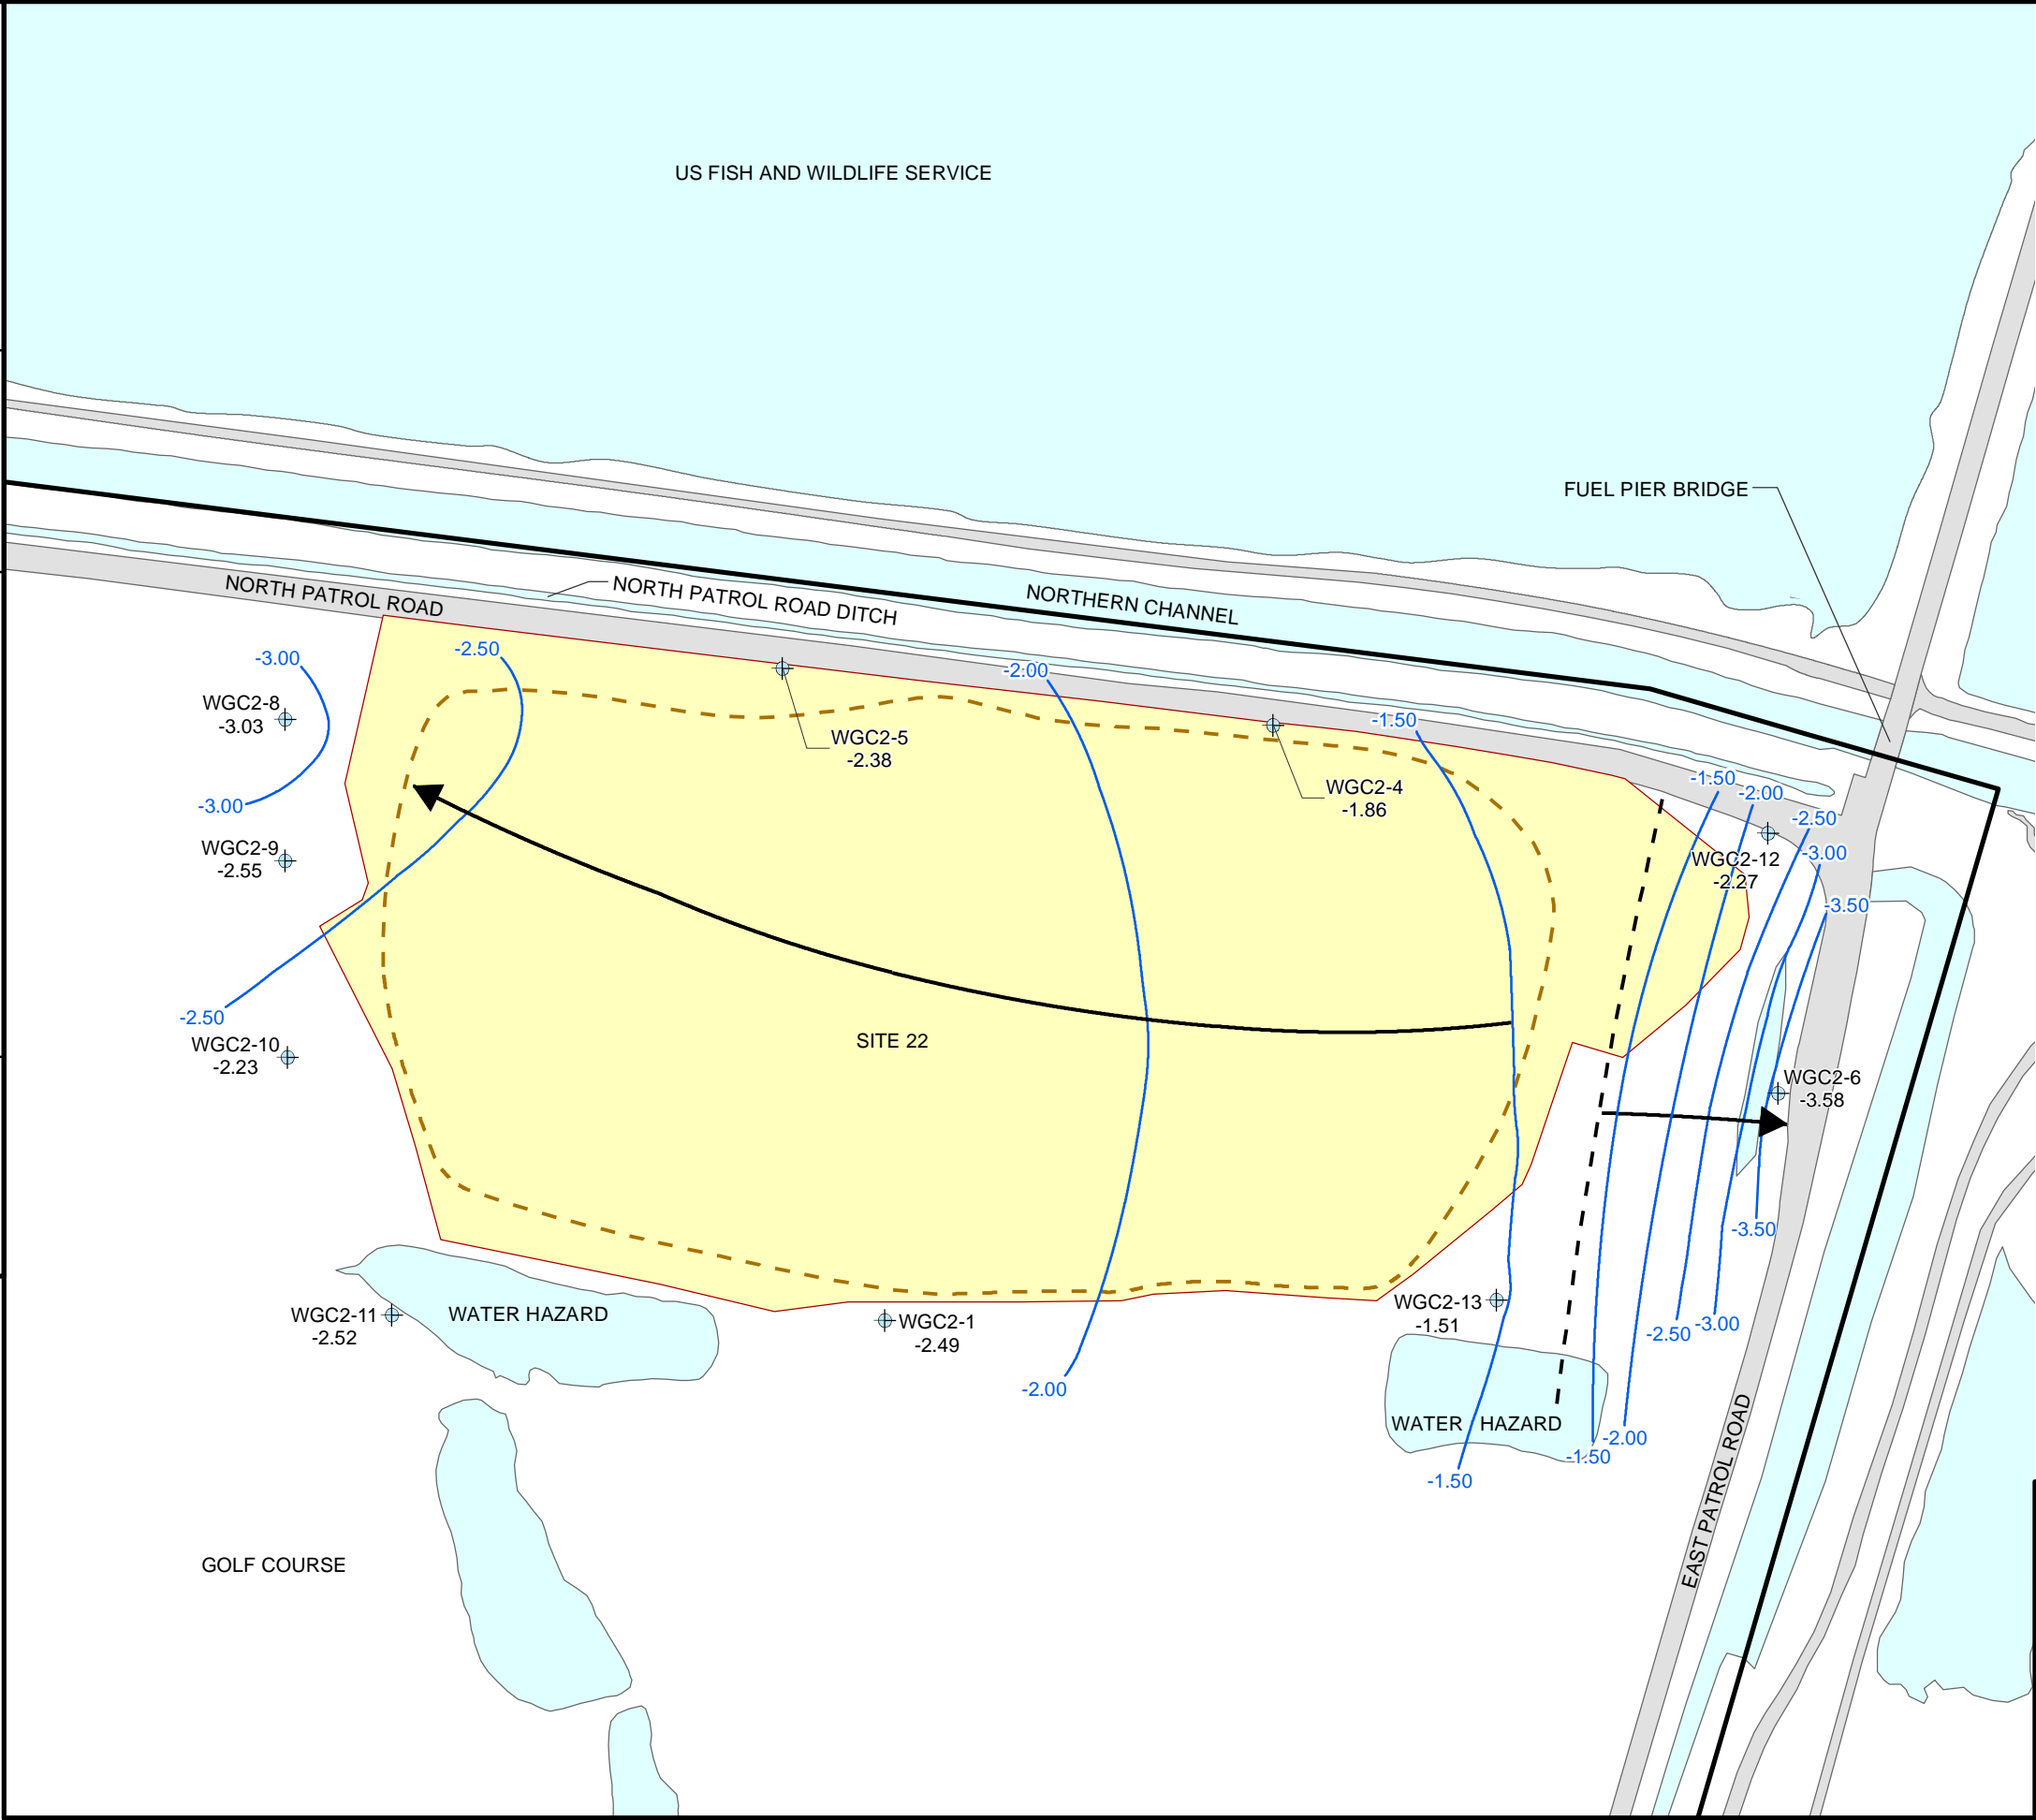 US FISH AND WILDLIFE SERVICE
FUEL PIER BRIDGE
NORTH PATROL ROAD
NORTH PATROL ROAD DITCH
NORTHERN CHANNEL
-3.00
-2.50
-2.00
-1.50
WGC2-8
-3.03
WGC2-5
-2.38
WGC2-4
-1.86
-1.50
-2.00
-2.50
-3.00
-3.50
-3.00
WGC2-9
-2.55
WGC2-12
-2.27
-2.50
WGC2-10
-2.23
SITE 22
WGC2-6
-3.58
-3.50
WGC2-11
-2.52
WATER HAZARD
WGC2-1
-2.49
WGC2-13
-1.51
-2.50
-3.00
-2.00
WATER HAZARD
-1.50
-1.50
-2.00
EAST PATROL ROAD
GOLF COURSE